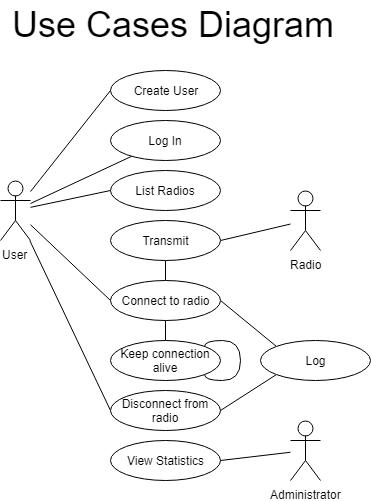 Use Cases Diagram
Create User
Log In
List Radios
User
Transmit
Radio
Connect to radio
Keep connection
alive
Log
Disconnect from
radio
View Statistics
Administrator